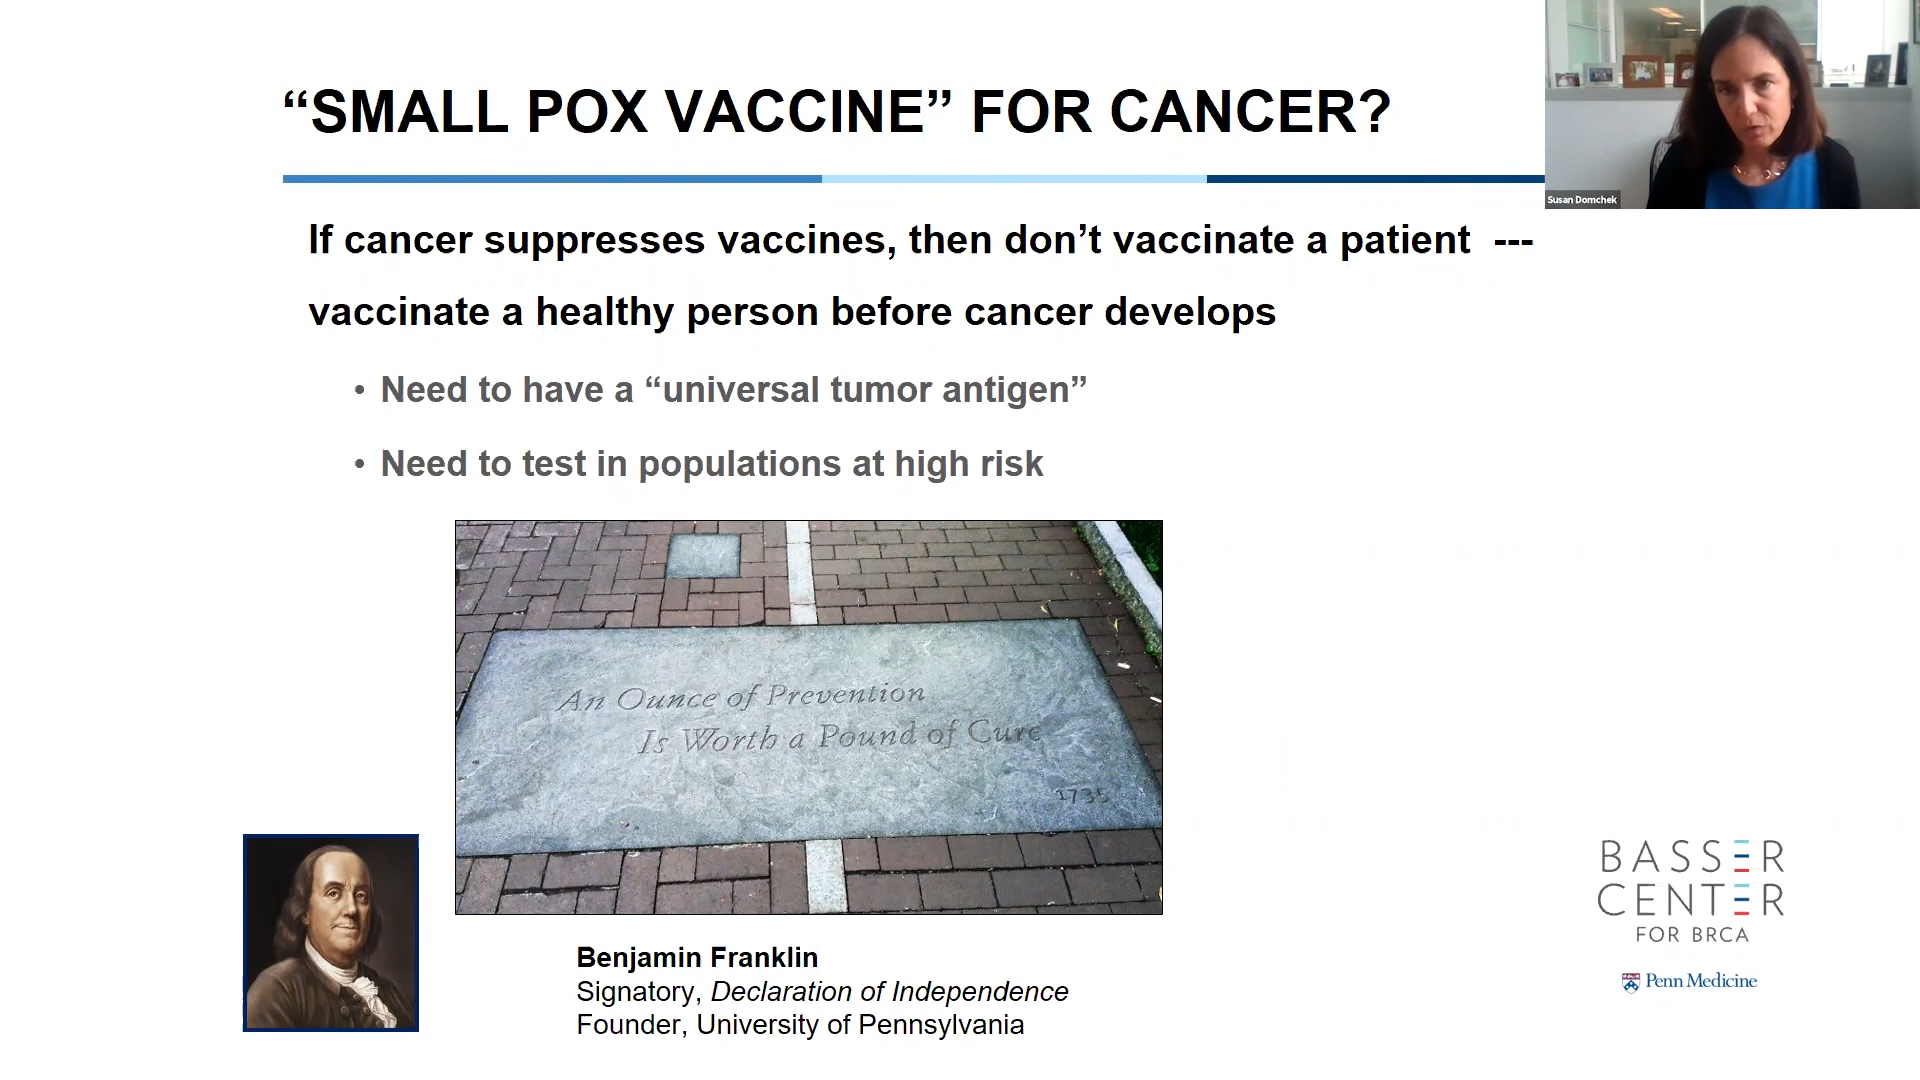 “SMALL POX VACCINE” FOR CANCER?
Susan Domchek
If cancer suppresses vaccines, then don’t vaccinate a patient ---
vaccinate a healthy person before cancer develops
• Need to have a “universal tumor antigen”
• Need to test in populations at high risk
An Ounce of Prevention
Is Worth a Pound of Cure
1735
Benjamin Franklin
Signatory, Declaration of Independence
Founder, University of Pennsylvania
BASSER
CENTER
FOR BRCA
Penn Medicine